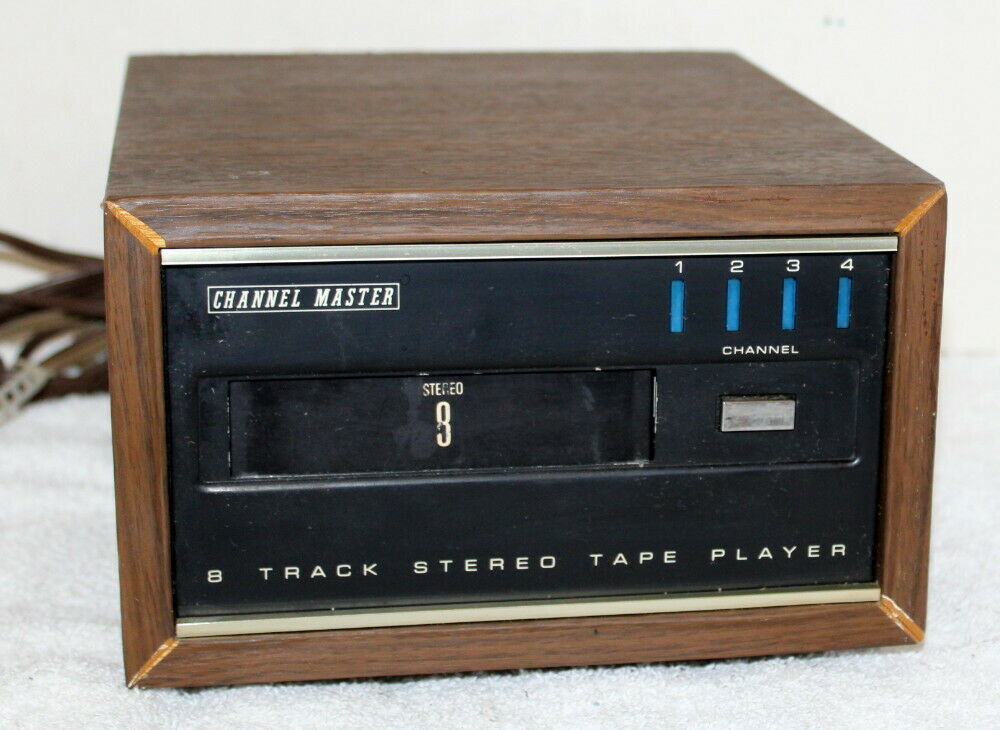 CHANNEL MASTER
1 2 3 4
CHANNEL
STEREO
8
8 TRACK STEREO TAPE PLAYER